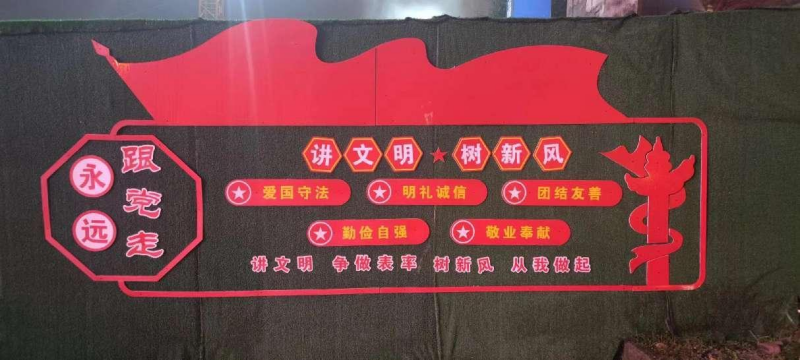 永远
跟党走
讲文明★树新风
爱国守法 明礼诚信 团结友善
勤俭自强 敬业奉献
讲文明 争做表率 树新风 从我做起